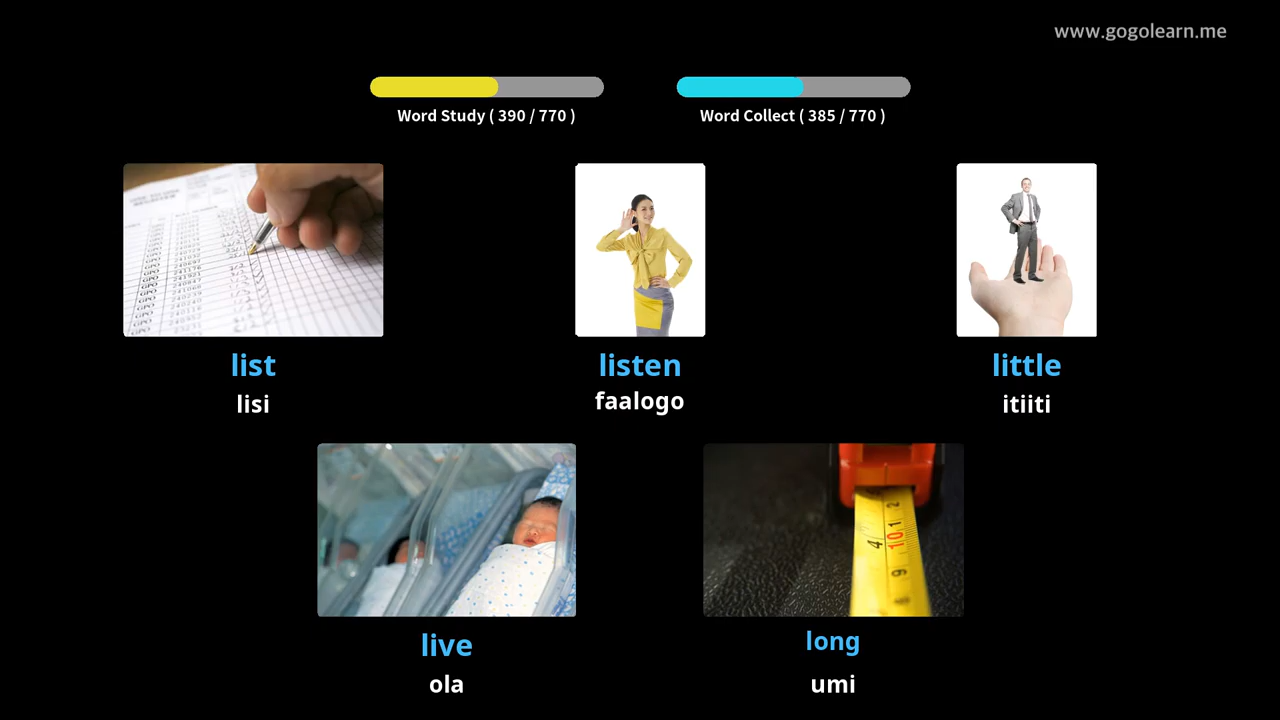 www.gogolearn.me
Word Study ( 390 / 770 )
Word Collect ( 385 / 770 )
list
listen
little
lisi
faalogo
itiiti
live
long
ola
umi